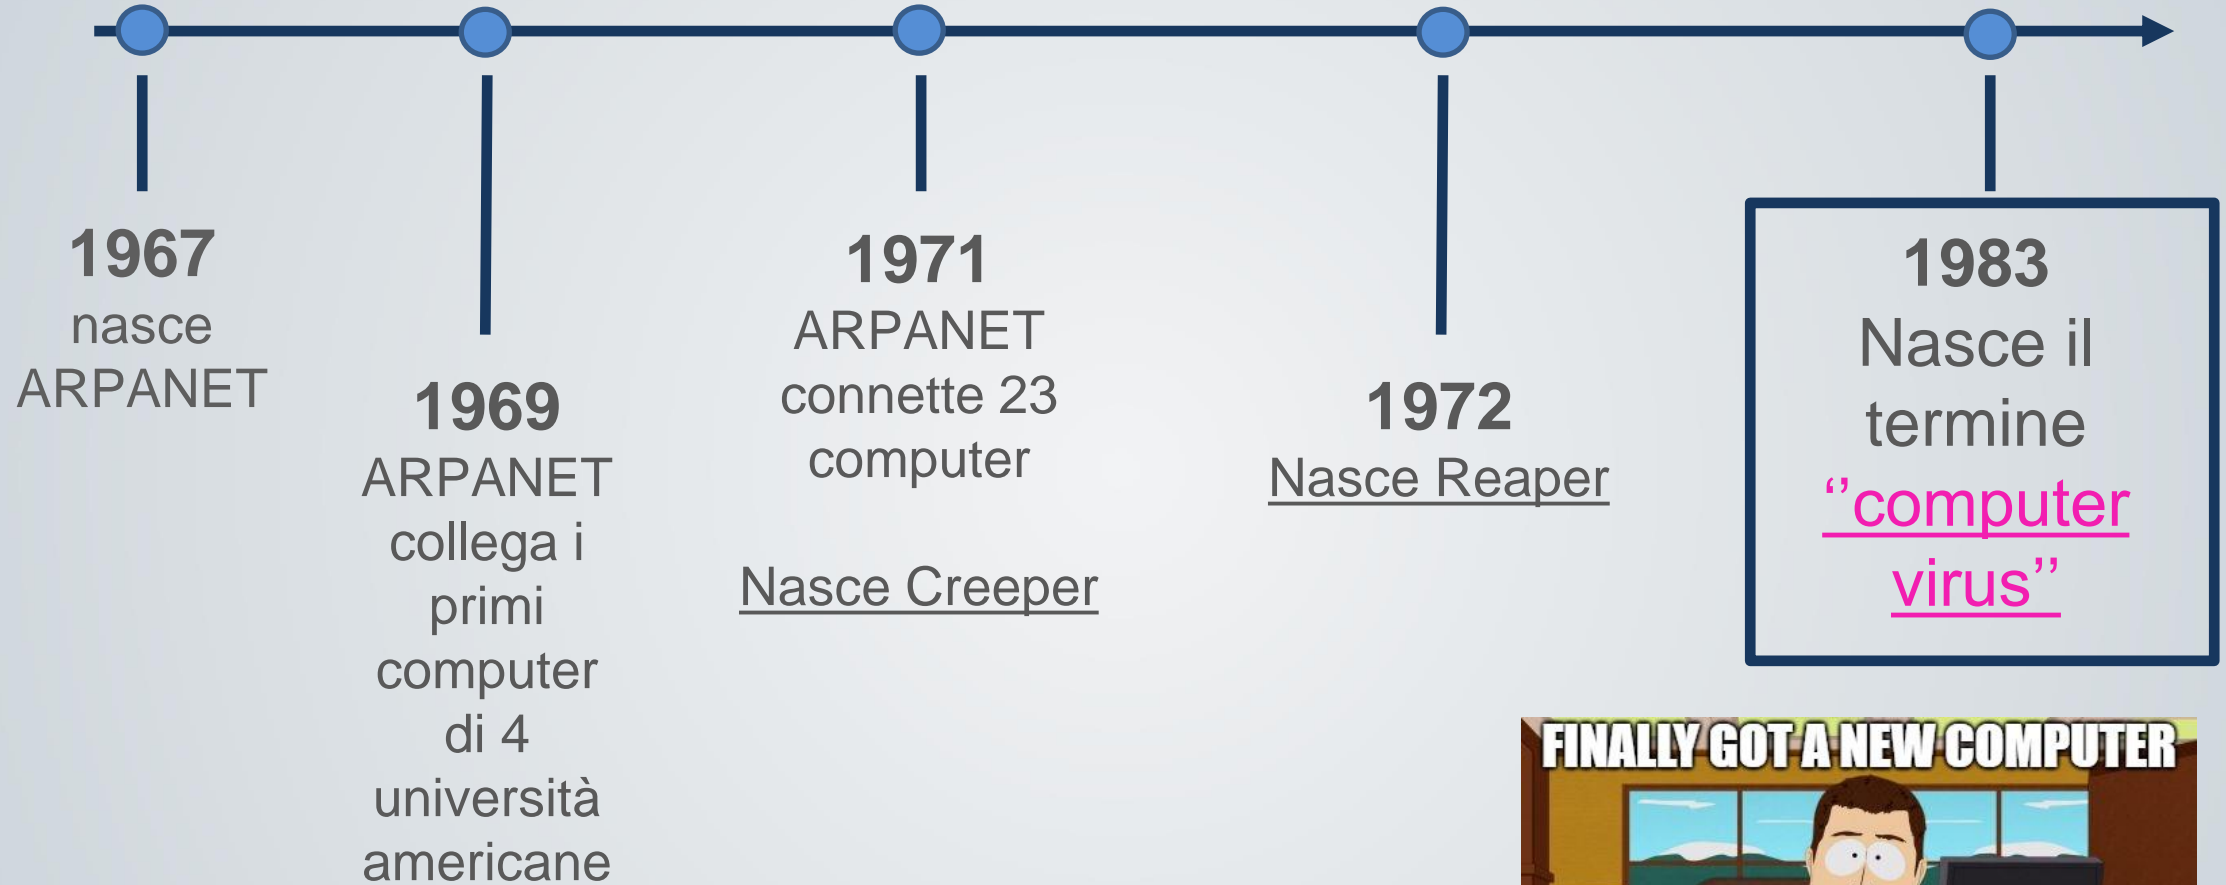 1967
nasce
ARPANET
1969
ARPANET
collega i
primi
computer
di 4
università
americane
1971
ARPANET
connette 23
computer
Nasce Creeper
1972
Nasce Reaper
1983
Nasce il
termine
‘’computer
virus’’
FINALLY GOT A NEW COMPUTER